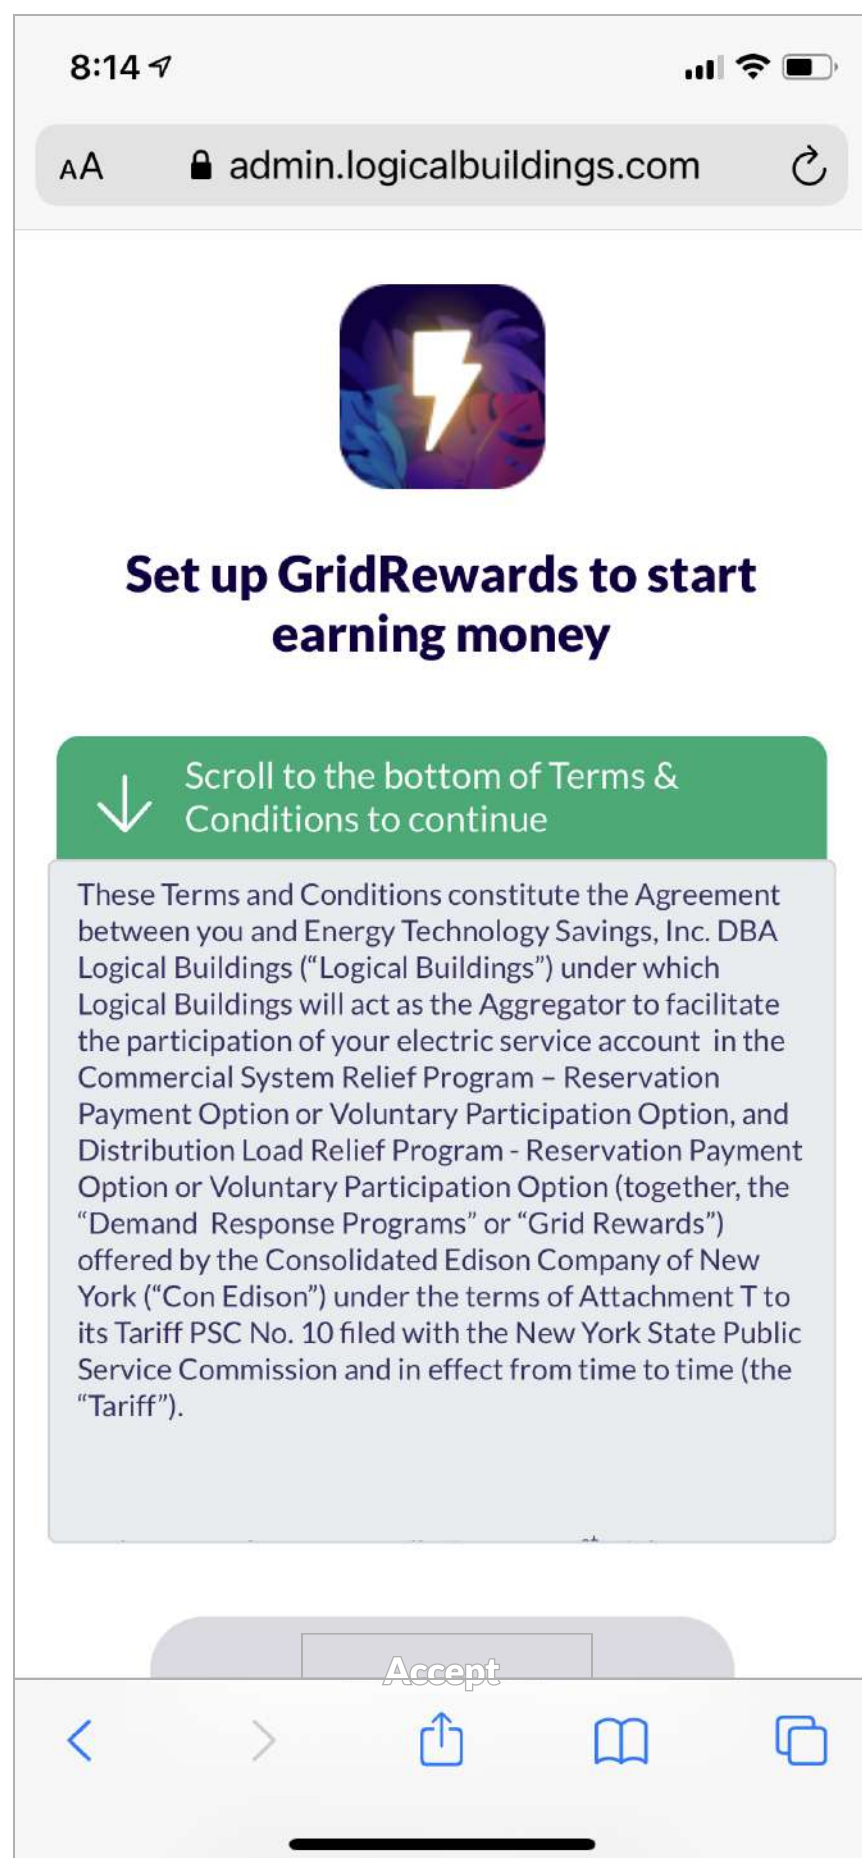 8:14
AA admin.logicalbuildings.com
Set up GridRewards to start
earning money
Scroll to the bottom of Terms &
Conditions to continue
These Terms and Conditions constitute the Agreement
between you and Energy Technology Savings, Inc. DBA
Logical Buildings (“Logical Buildings”) under which
Logical Buildings will act as the Aggregator to facilitate
the participation of your electric service account  in the
Commercial System Relief Program – Reservation
Payment Option or Voluntary Participation Option, and
Distribution Load Relief Program - Reservation Payment
Option or Voluntary Participation Option (together, the
“Demand  Response Programs” or “Grid Rewards”)
offered by the Consolidated Edison Company of New
York (“Con Edison”) under the terms of Attachment T to
its Tariff PSC No. 10 filed with the New York State Public
Service Commission and in effect from time to time (the
“Tariff”).
Accept